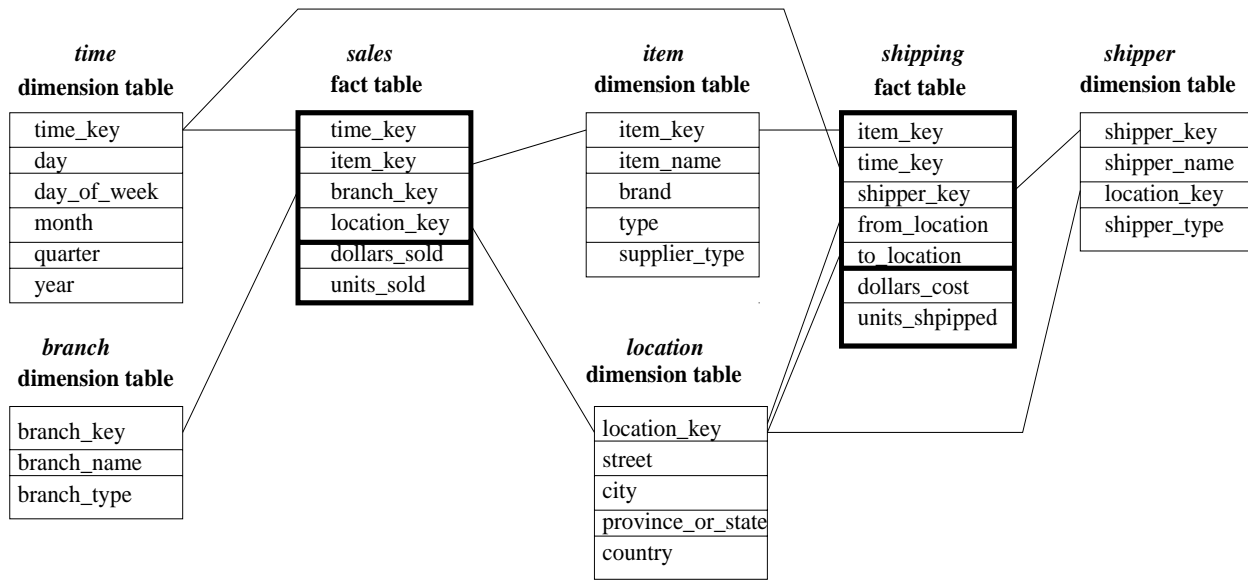 time
dimension table
time_key
day
day_of_week
month
quarter
year
sales
fact table
time_key
item_key
branch_key
location_key
dollars_sold
units_sold
item
dimension table
item_key
item_name
brand
type
supplier_type
shipping
fact table
item_key
time_key
shipper_key
from_location
to_location
dollars_cost
units_shpipped
shipper
dimension table
shipper_key
shipper_name
location_key
shipper_type
branch
dimension table
branch_key
branch_name
branch_type
location
dimension table
location_key
street
city
province_or_state
country